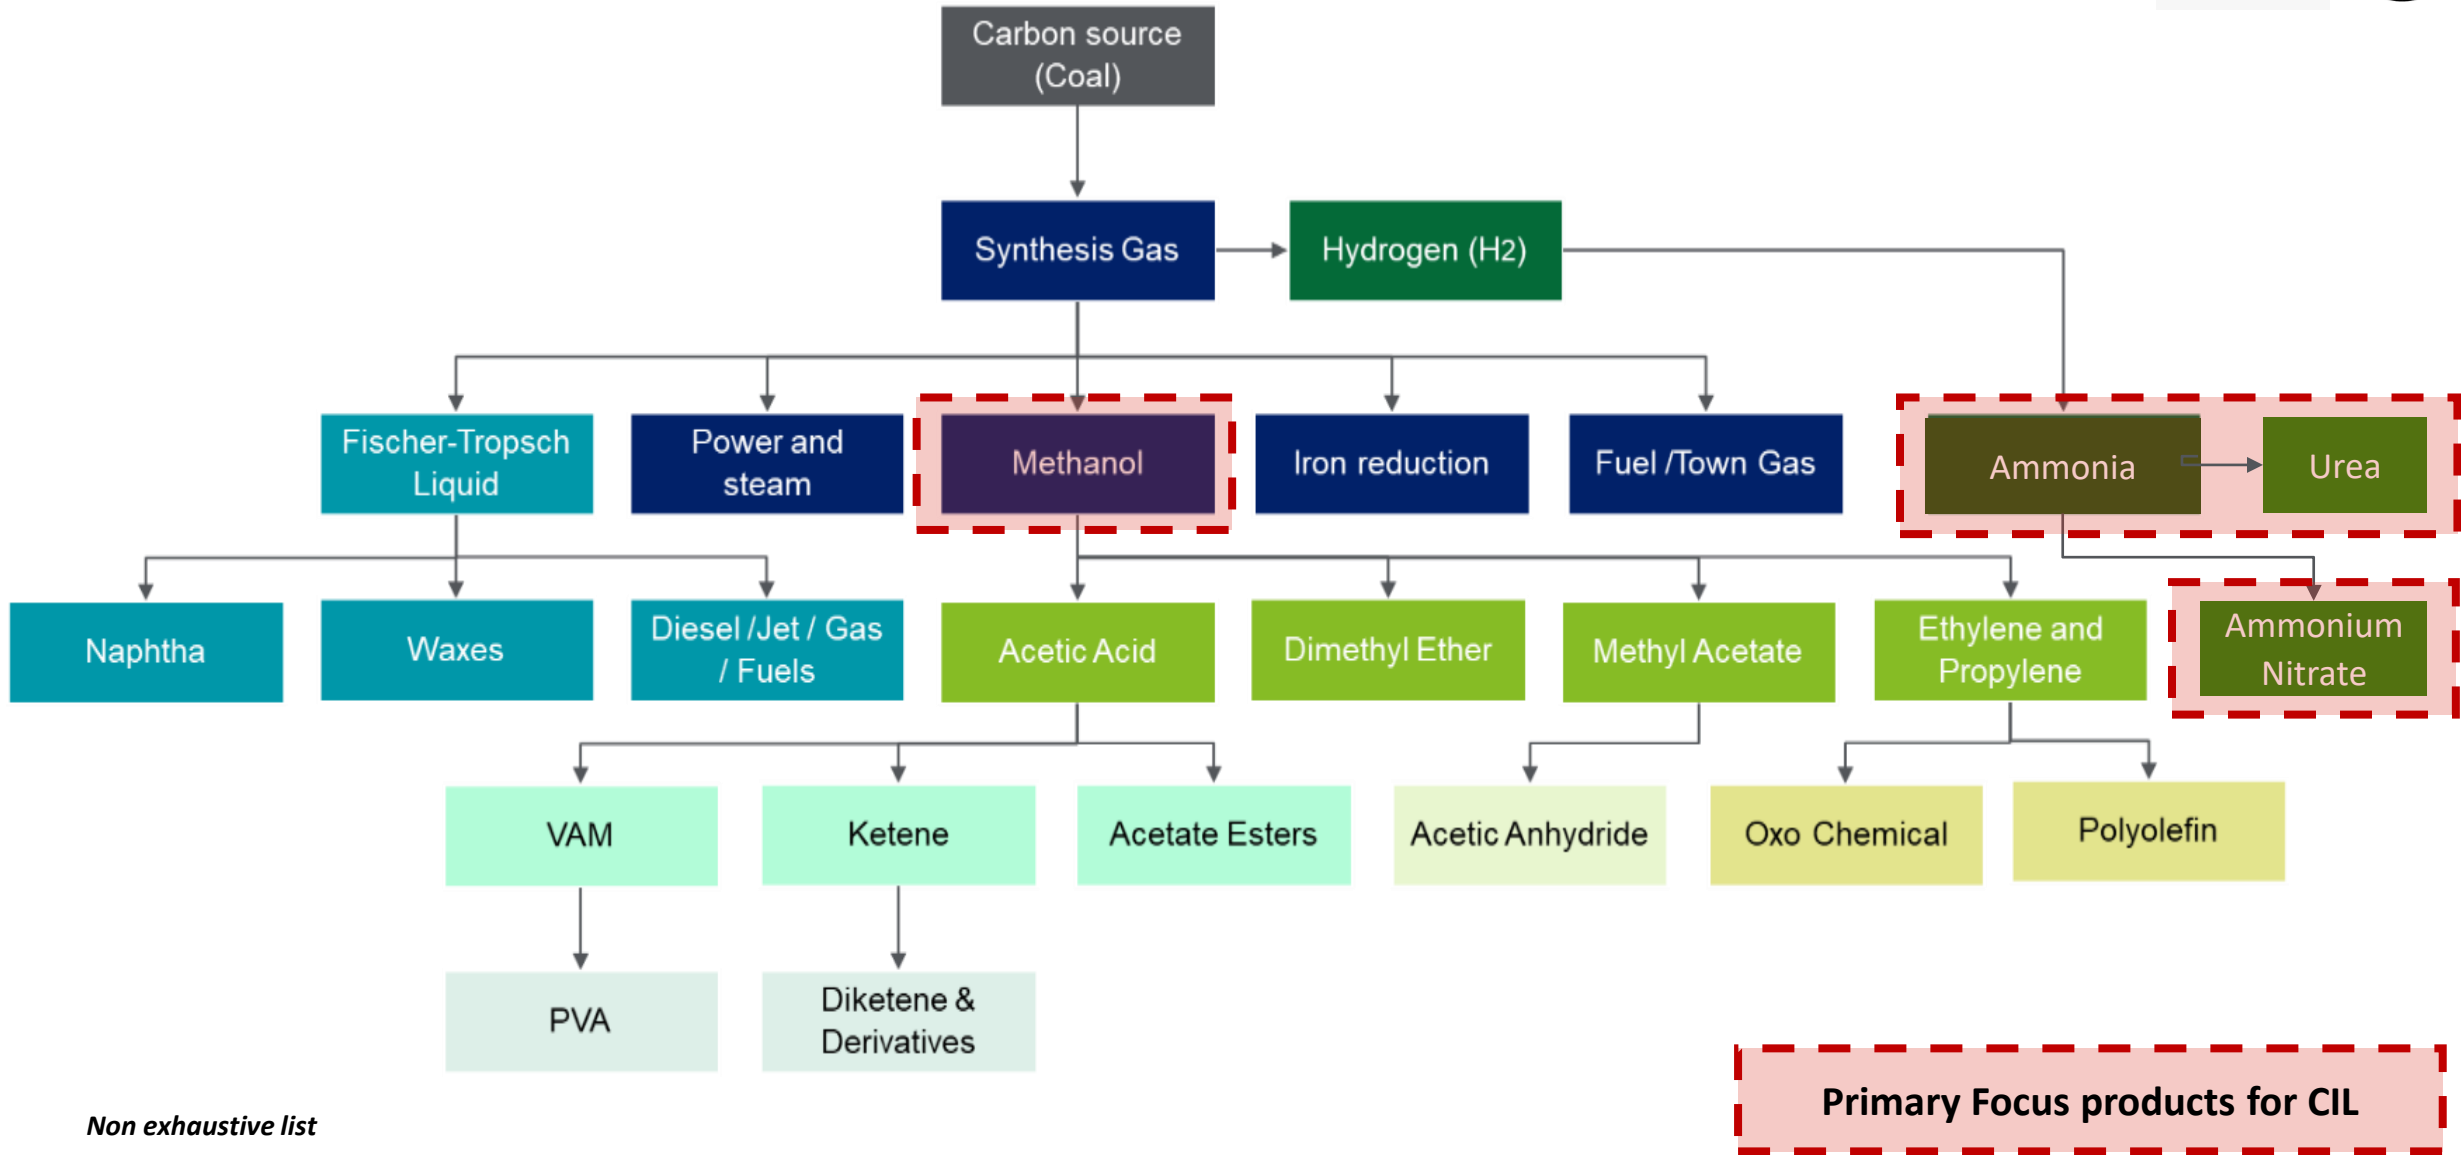 Carbon source
(Coal)
Synthesis Gas
Hydrogen (H2)
Fischer-Tropsch
Liquid
Power and
steam
Methanol
Iron reduction
Fuel /Town Gas
Ammonia
Urea
Naphtha
Waxes
Diesel /Jet / Gas
/ Fuels
Acetic Acid
Dimethyl Ether
Methyl Acetate
Ethylene and
Propylene
Ammonium
Nitrate
VAM
Ketene
Acetate Esters
Acetic Anhydride
Oxo Chemical
Polyolefin
PVA
Diketene &
Derivatives
Primary Focus products for CIL
Non exhaustive list